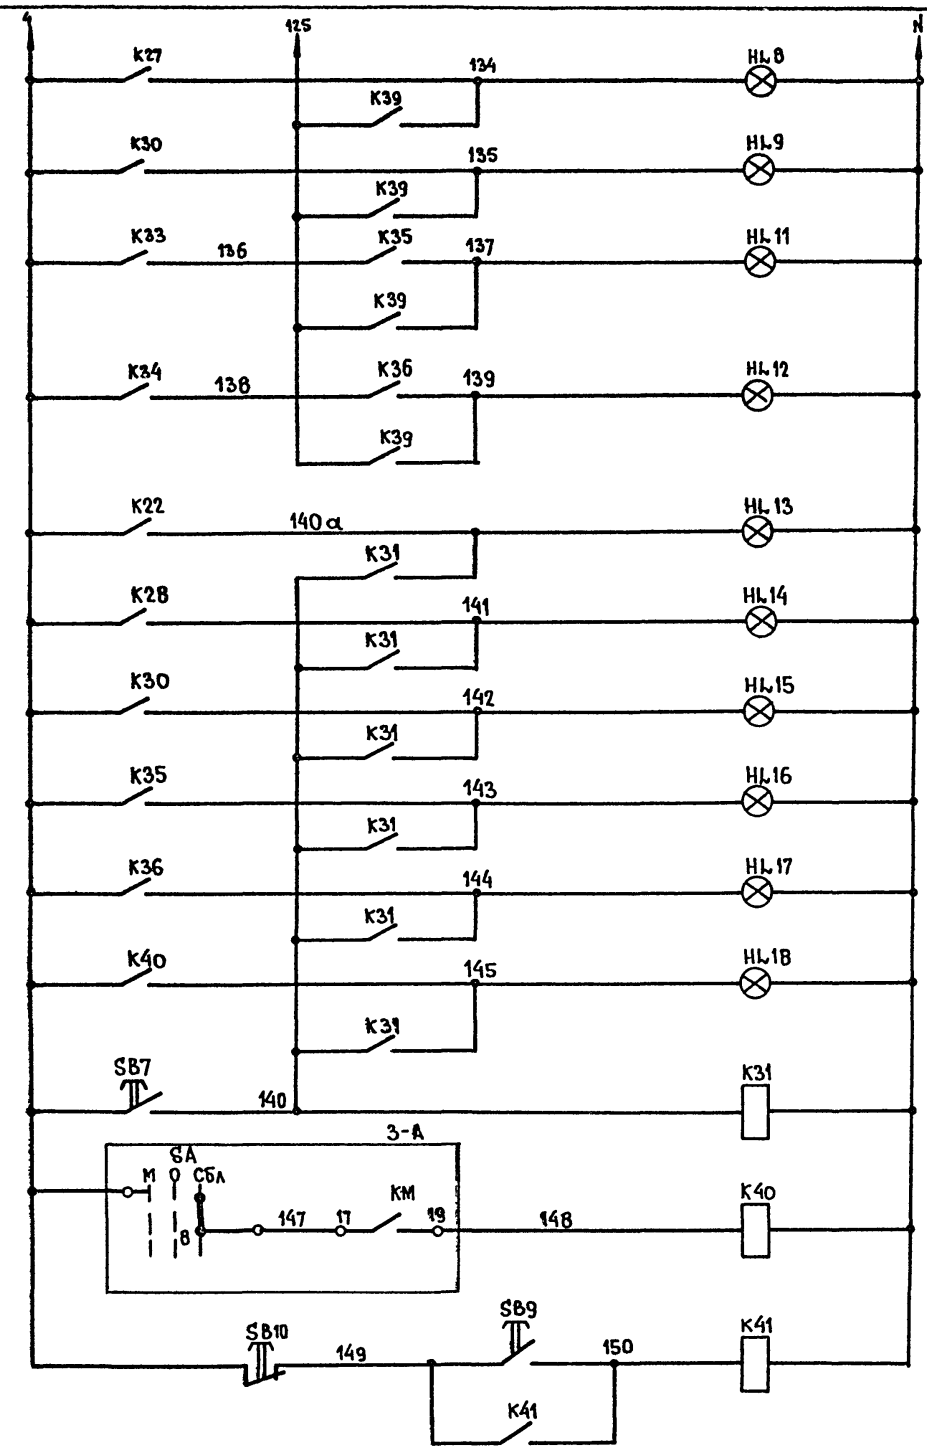 4 125 N
K27 134 HL8
K39
K30 135 HL9
K39
K33 136 K35 137 HL11
K39
K34 138 K36 139 HL12
K39
K22 140а HL13
K31
K28 141 HL14
K31
K30 142 HL15
K31
K35 143 HL16
K31
K36 144 HL17
K31
K40 145 HL18
K31
SB7 140 K31
3-А
SA
М О Сбл
KM K40
8 147 17 19 148
SB9
SB10 149 150 K41
K41